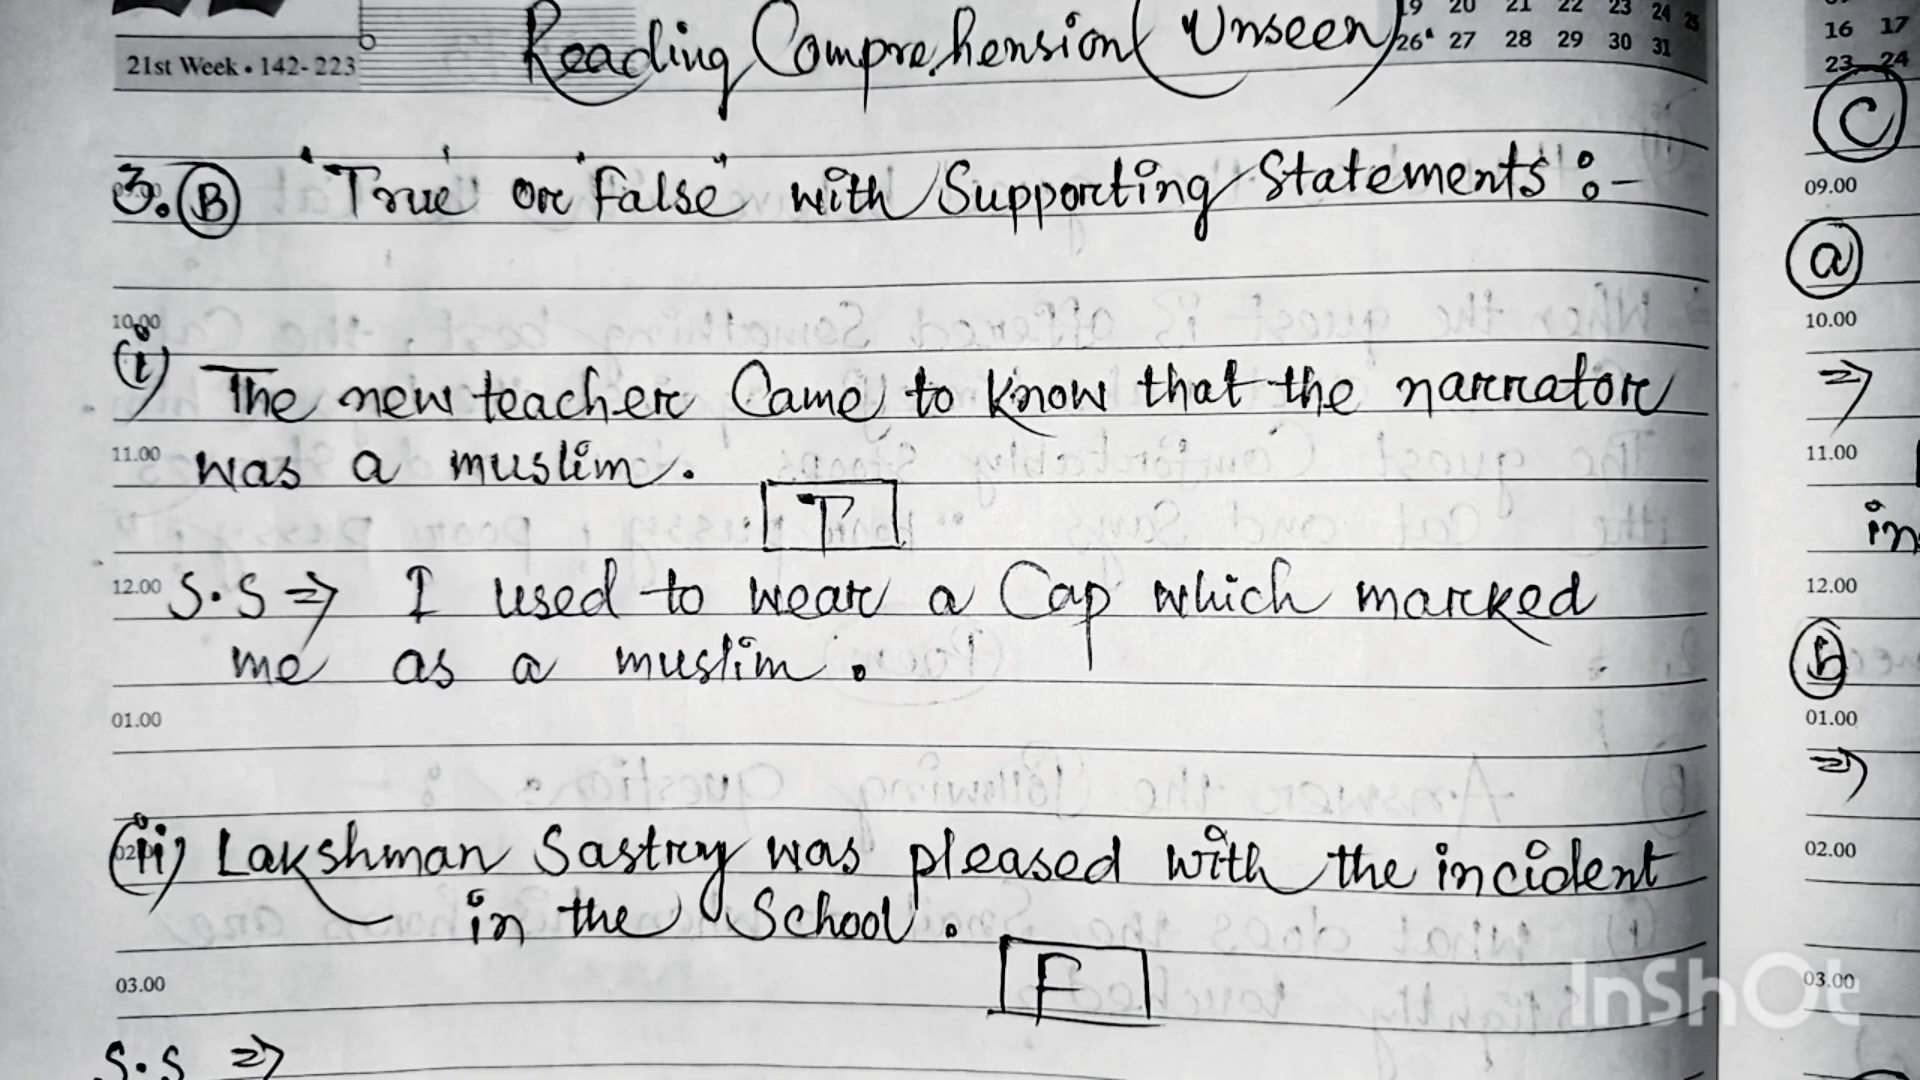 Reading Comprehension (Unseen)
21st Week • 142-223
19 20 21 22 23 24 25
26 27 28 29 30 31
3. (B) "True" or "False" with Supporting Statements :-
10.00
(i) The new teacher Came to know that the narrator
11.00 was a muslim.
T
12.00 S.S ⇒ I used to wear a Cap which marked
me as a muslim.
01.00
(ii) Lakshman Sastry was pleased with the incident
in the School.
F
03.00
S.S ⇒
16 17
23 24
C
09.00
a
10.00
⇒
11.00
in
12.00
b
01.00
⇒
02.00
03.00
InShOt